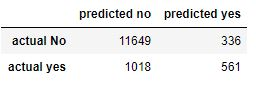 predicted no predicted yes
actual No 11649 336
actual yes 1018 561